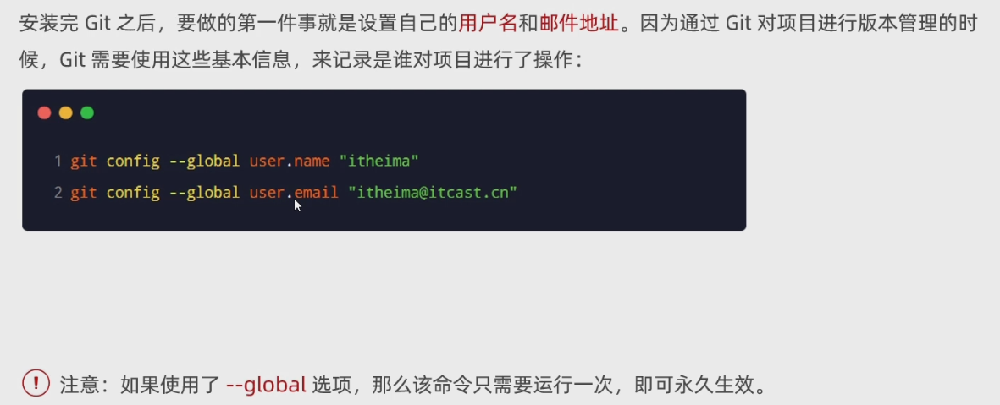 安装完 Git 之后，要做的第一件事就是设置自己的用户名和邮件地址。因为通过 Git 对项目进行版本管理的时
候，Git 需要使用这些基本信息，来记录是谁对项目进行了操作：
1 git config --global user.name "itheima"
2 git config --global user.email "itheima@itcast.cn"
! 注意：如果使用了 --global 选项，那么该命令只需要运行一次，即可永久生效。